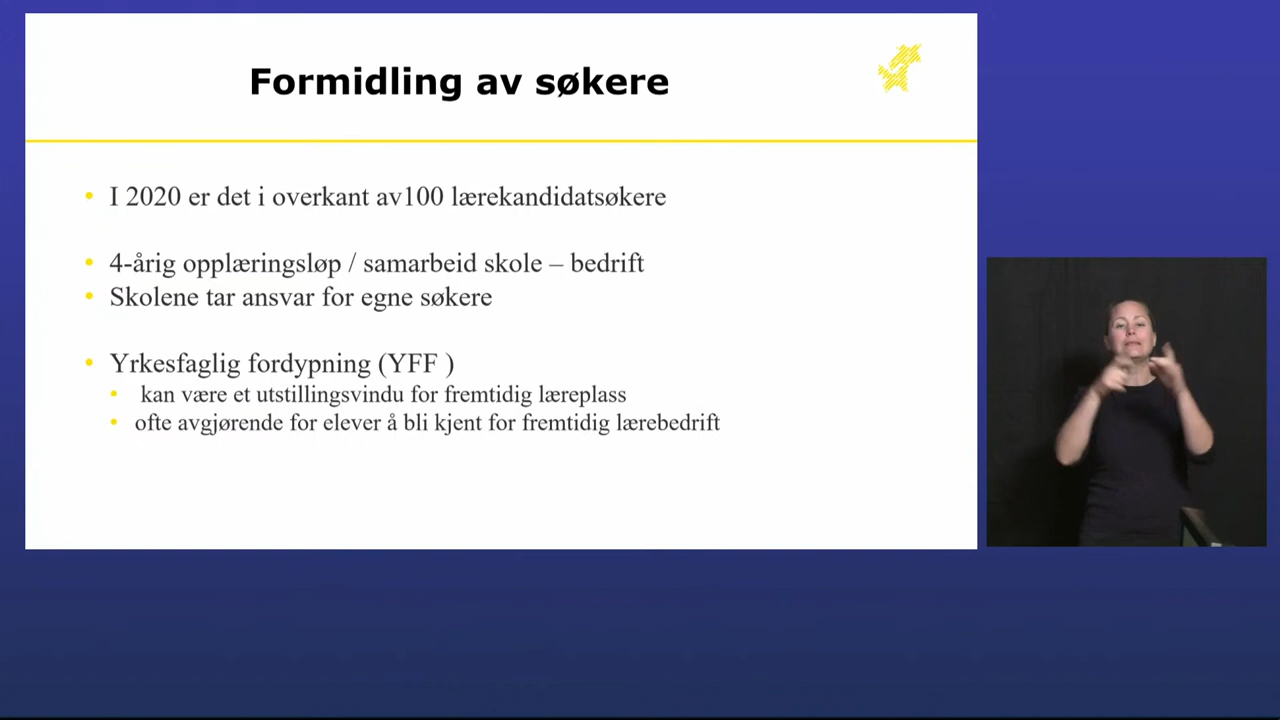 Formidling av søkere
• I 2020 er det i overkant av100 lærekandidatsøkere
• 4-årig opplæringsløp / samarbeid skole – bedrift
• Skolene tar ansvar for egne søkere
• Yrkesfaglig fordypning (YFF )
• kan være et utstillingsvindu for fremtidig læreplass
• ofte avgjørende for elever å bli kjent for fremtidig lærebedrift